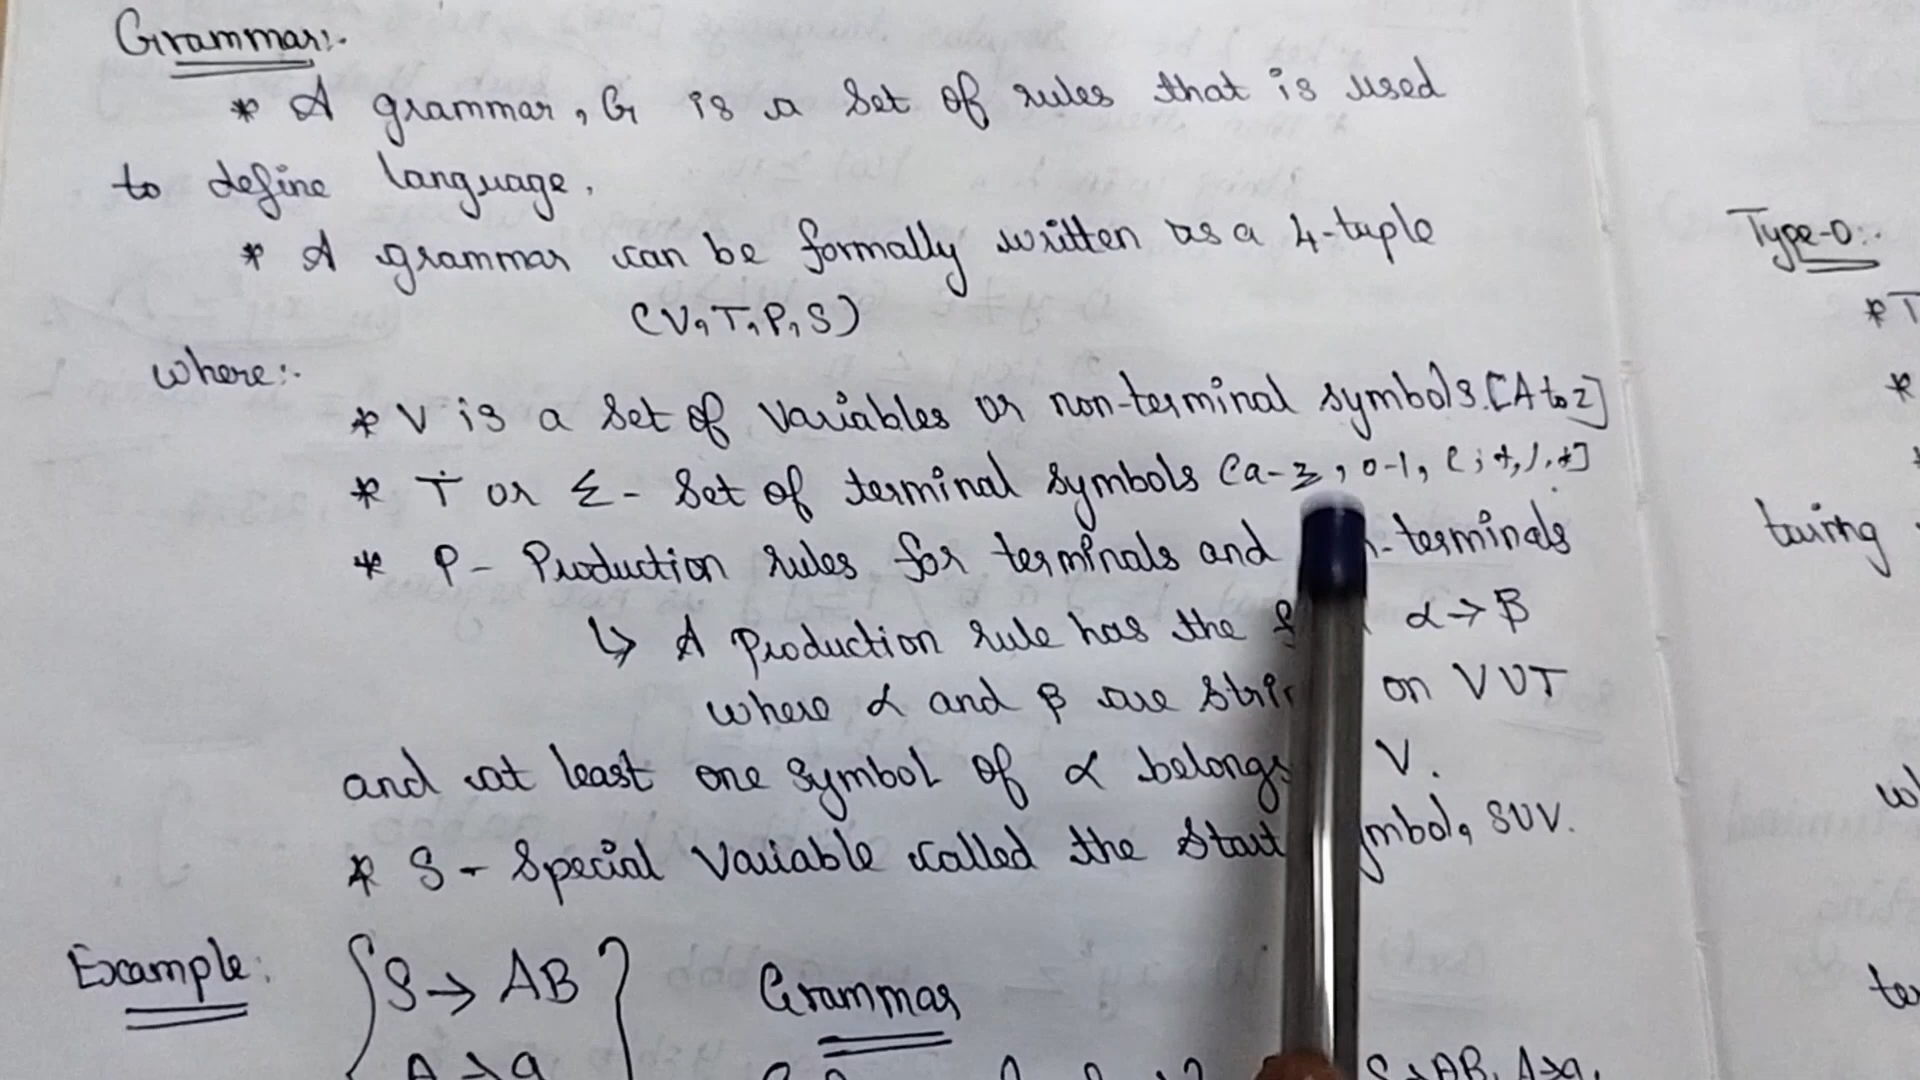 Grammar:-
* A grammar, G is a set of rules that is used
to define language.
* A grammar can be formally written as a 4-tuple
(V, T, P, S)
where:-
* V is a set of variables or non-terminal symbols.[A to Z]
* T or Σ - Set of terminal symbols (a-z, 0-1,
* P - Production rules for terminals and -terminals
↳ A production rule has the α → β
where α and β are on V U T
and at least one symbol of α belongs V.
* S - Special Variable called the Start SUV.
Example: { S → AB }
Grammar
A → a
S → AB, A → a,
Type-0:-
* T
*